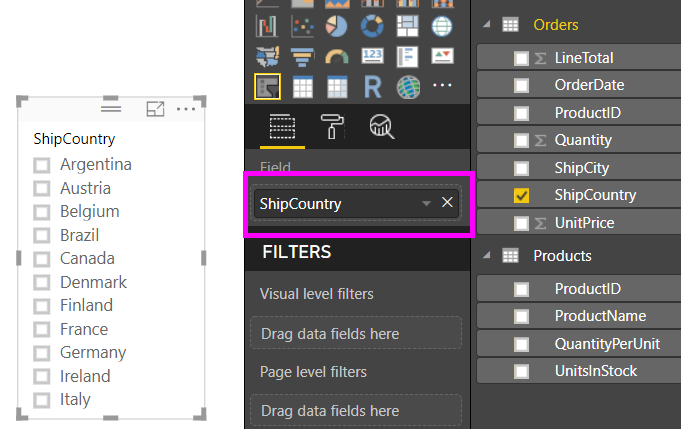 ShipCountry
Argentina
Austria
Belgium
Brazil
Canada
Denmark
Finland
France
Germany
Ireland
Italy
123
R
Field
ShipCountry
FILTERS
Visual level filters
Drag data fields here
Page level filters
Drag data fields here
Orders
Σ LineTotal
OrderDate
ProductID
Σ Quantity
ShipCity
ShipCountry
Σ UnitPrice
Products
ProductID
ProductName
QuantityPerUnit
UnitsInStock